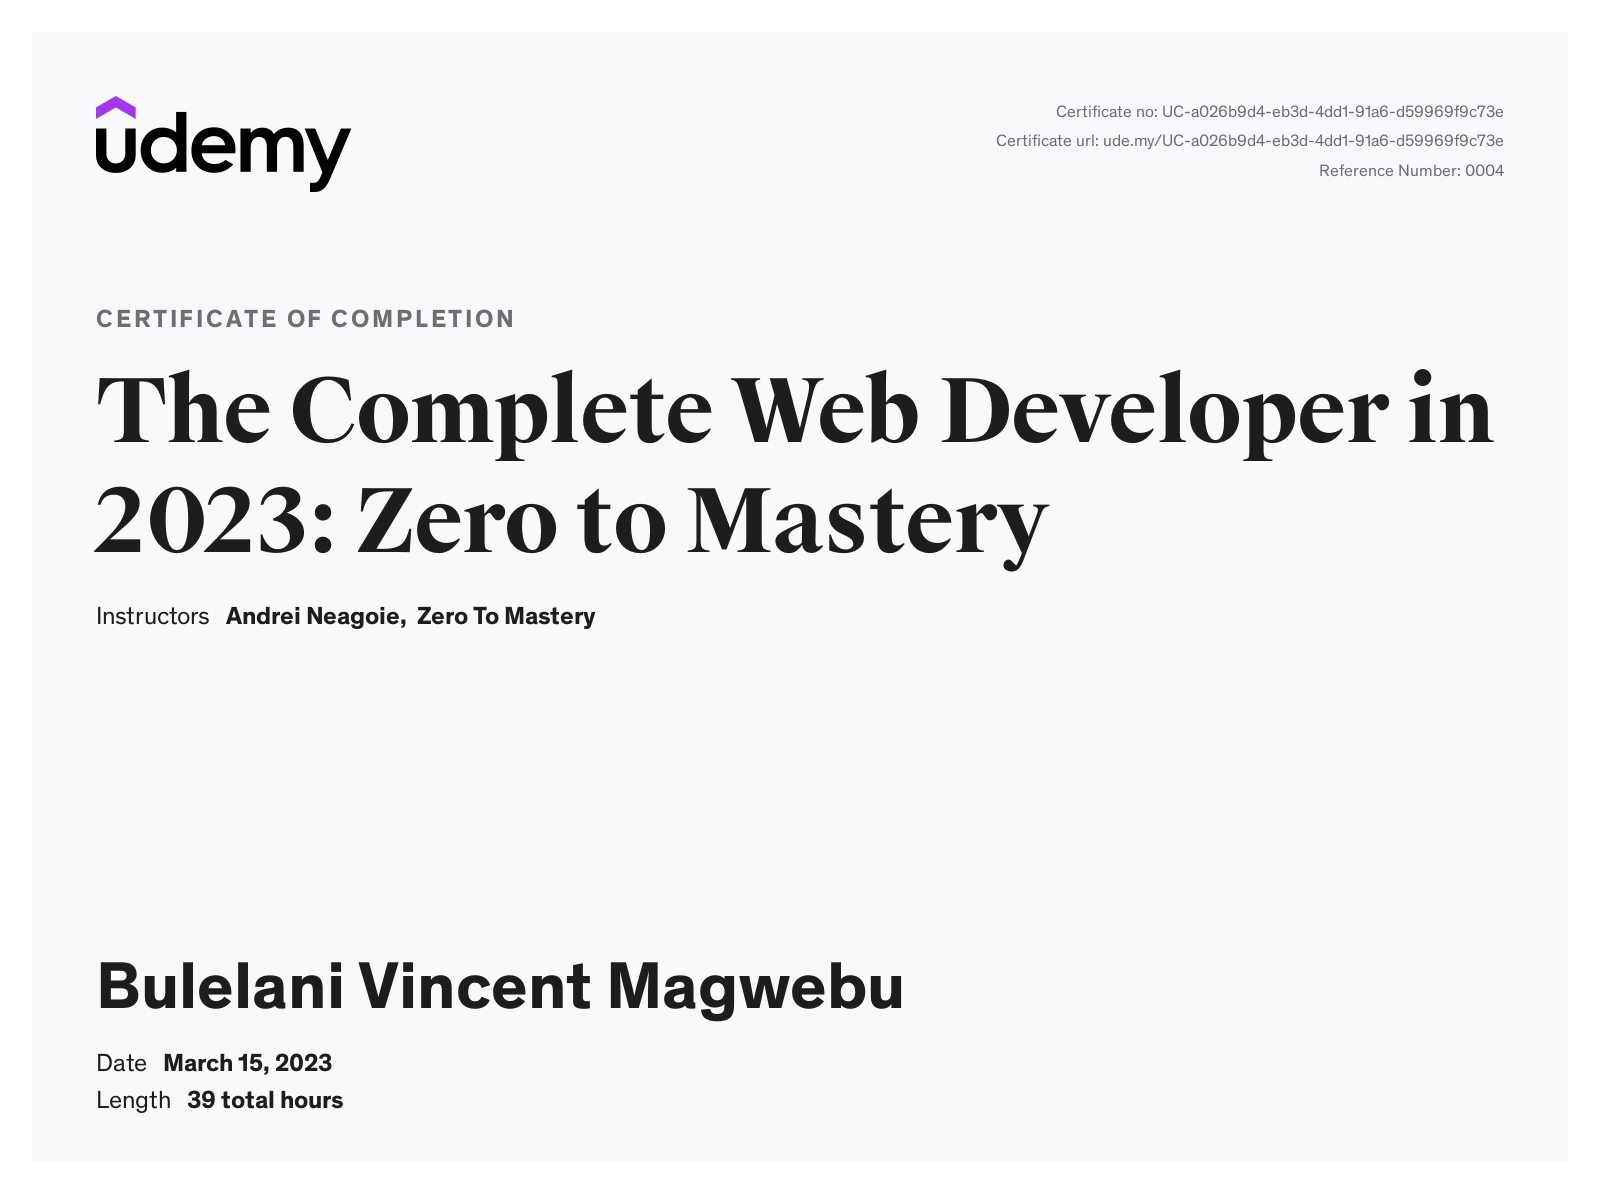 udemy
Certificate no: UC-a026b9d4-eb3d-4dd1-91a6-d59969f9c73e
Certificate url: ude.my/UC-a026b9d4-eb3d-4dd1-91a6-d59969f9c73e
Reference Number: 0004
CERTIFICATE OF COMPLETION
The Complete Web Developer in
2023: Zero to Mastery
Instructors Andrei Neagoie, Zero To Mastery
Bulelani Vincent Magwebu
Date March 15, 2023
Length 39 total hours